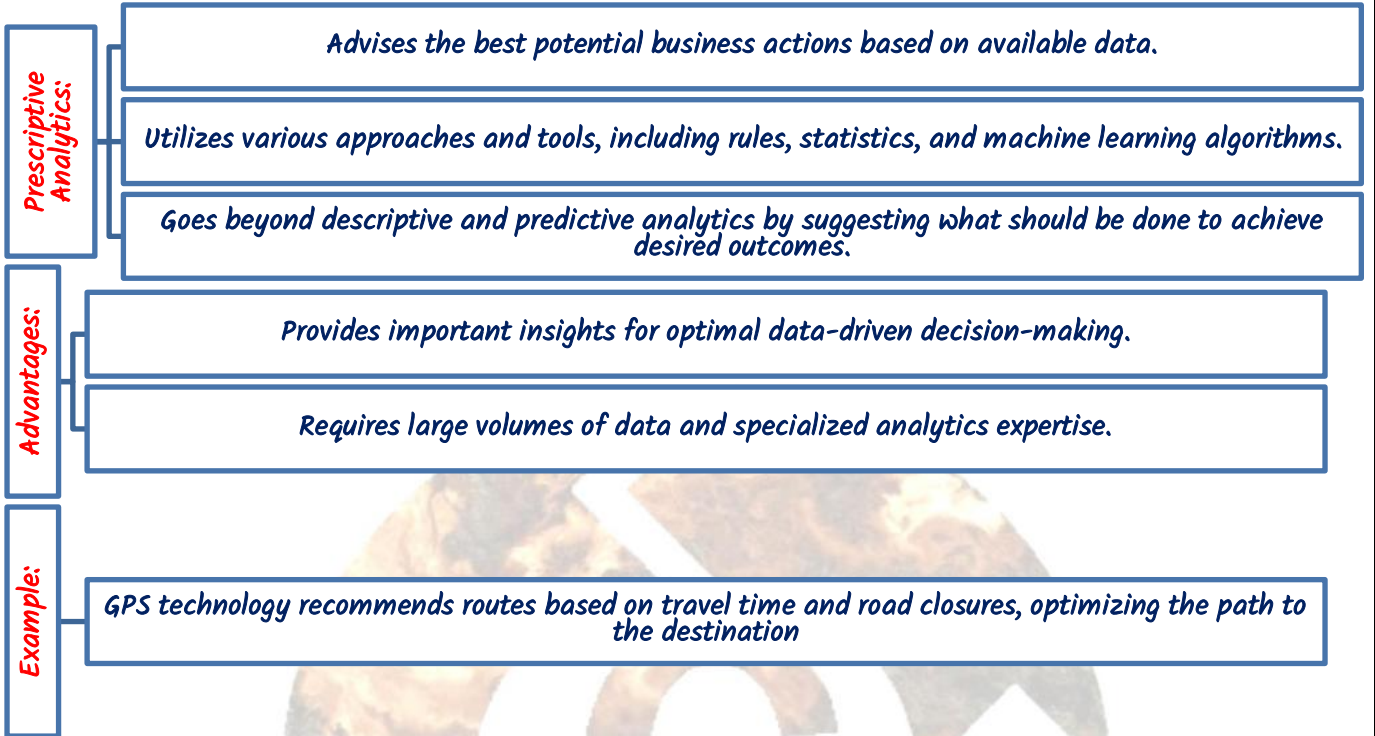 Prescriptive
Analytics:
Advises the best potential business actions based on available data.
Utilizes various approaches and tools, including rules, statistics, and machine learning algorithms.
Goes beyond descriptive and predictive analytics by suggesting what should be done to achieve
desired outcomes.
Advantages:
Provides important insights for optimal data-driven decision-making.
Requires large volumes of data and specialized analytics expertise.
Example:
GPS technology recommends routes based on travel time and road closures, optimizing the path to
the destination